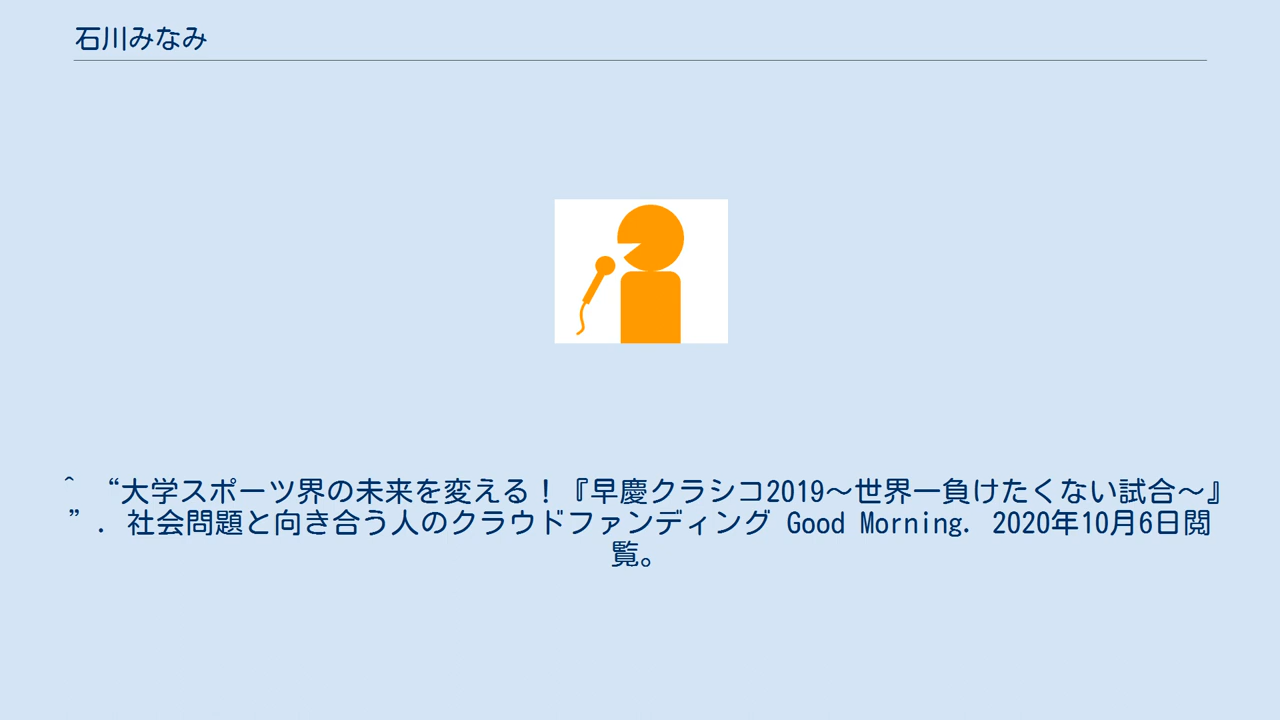 石川みなみ
^ “大学スポーツ界の未来を変える！『早慶クラシコ2019〜世界一負けたくない試合〜』
”. 社会問題と向き合う人のクラウドファンディング Good Morning. 2020年10月6日閲
覧。